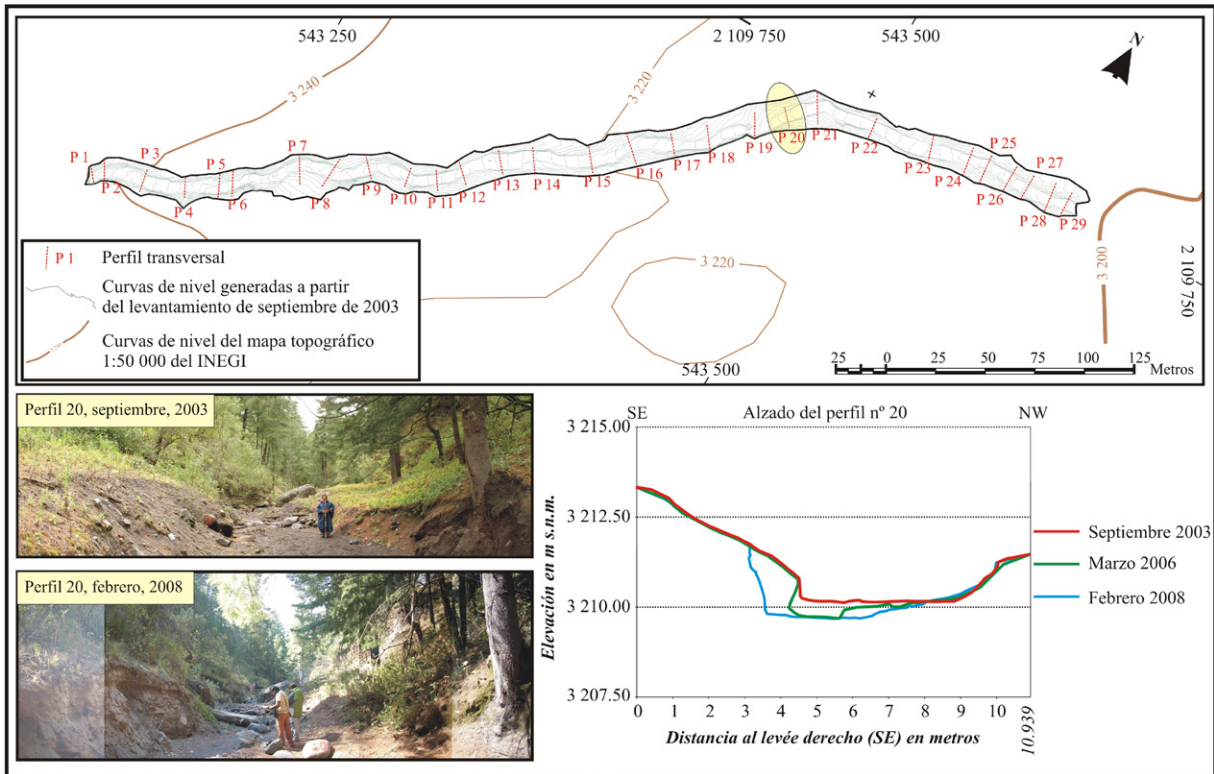 543 250
2 109 750
543 500
N
3 240
3 220
P 1
P 2
P 3
P 4
P 5
P 6
P 7
P 8
P 9
P 10
P 11
P 12
P 13
P 14
P 15
P 16
P 17
P 18
P 19
P 20
P 21
P 22
P 23
P 24
P 25
P 26
P 27
P 28
P 29
3 220
3 200
2 109 750
543 500
P 1 Perfil transversal
Curvas de nivel generadas a partir
del levantamiento de septiembre de 2003
Curvas de nivel del mapa topográfico
1:50 000 del INEGI
25 0 25 50 75 100 125
Metros
Perfil 20, septiembre, 2003
Perfil 20, febrero, 2008
SE Alzado del perfil nº 20 NW
Elevación en m s.n.m.
3 215.00
3 212.50
3 210.00
3 207.50
0 1 2 3 4 5 6 7 8 9 10 10.939
Distancia al levée derecho (SE) en metros
Septiembre 2003
Marzo 2006
Febrero 2008